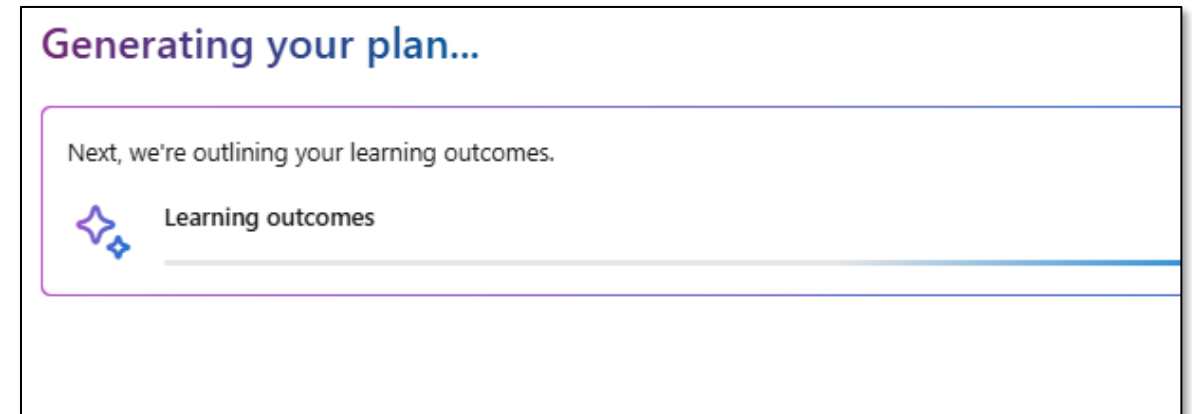 Generating your plan...
Next, we're outlining your learning outcomes.
Learning outcomes